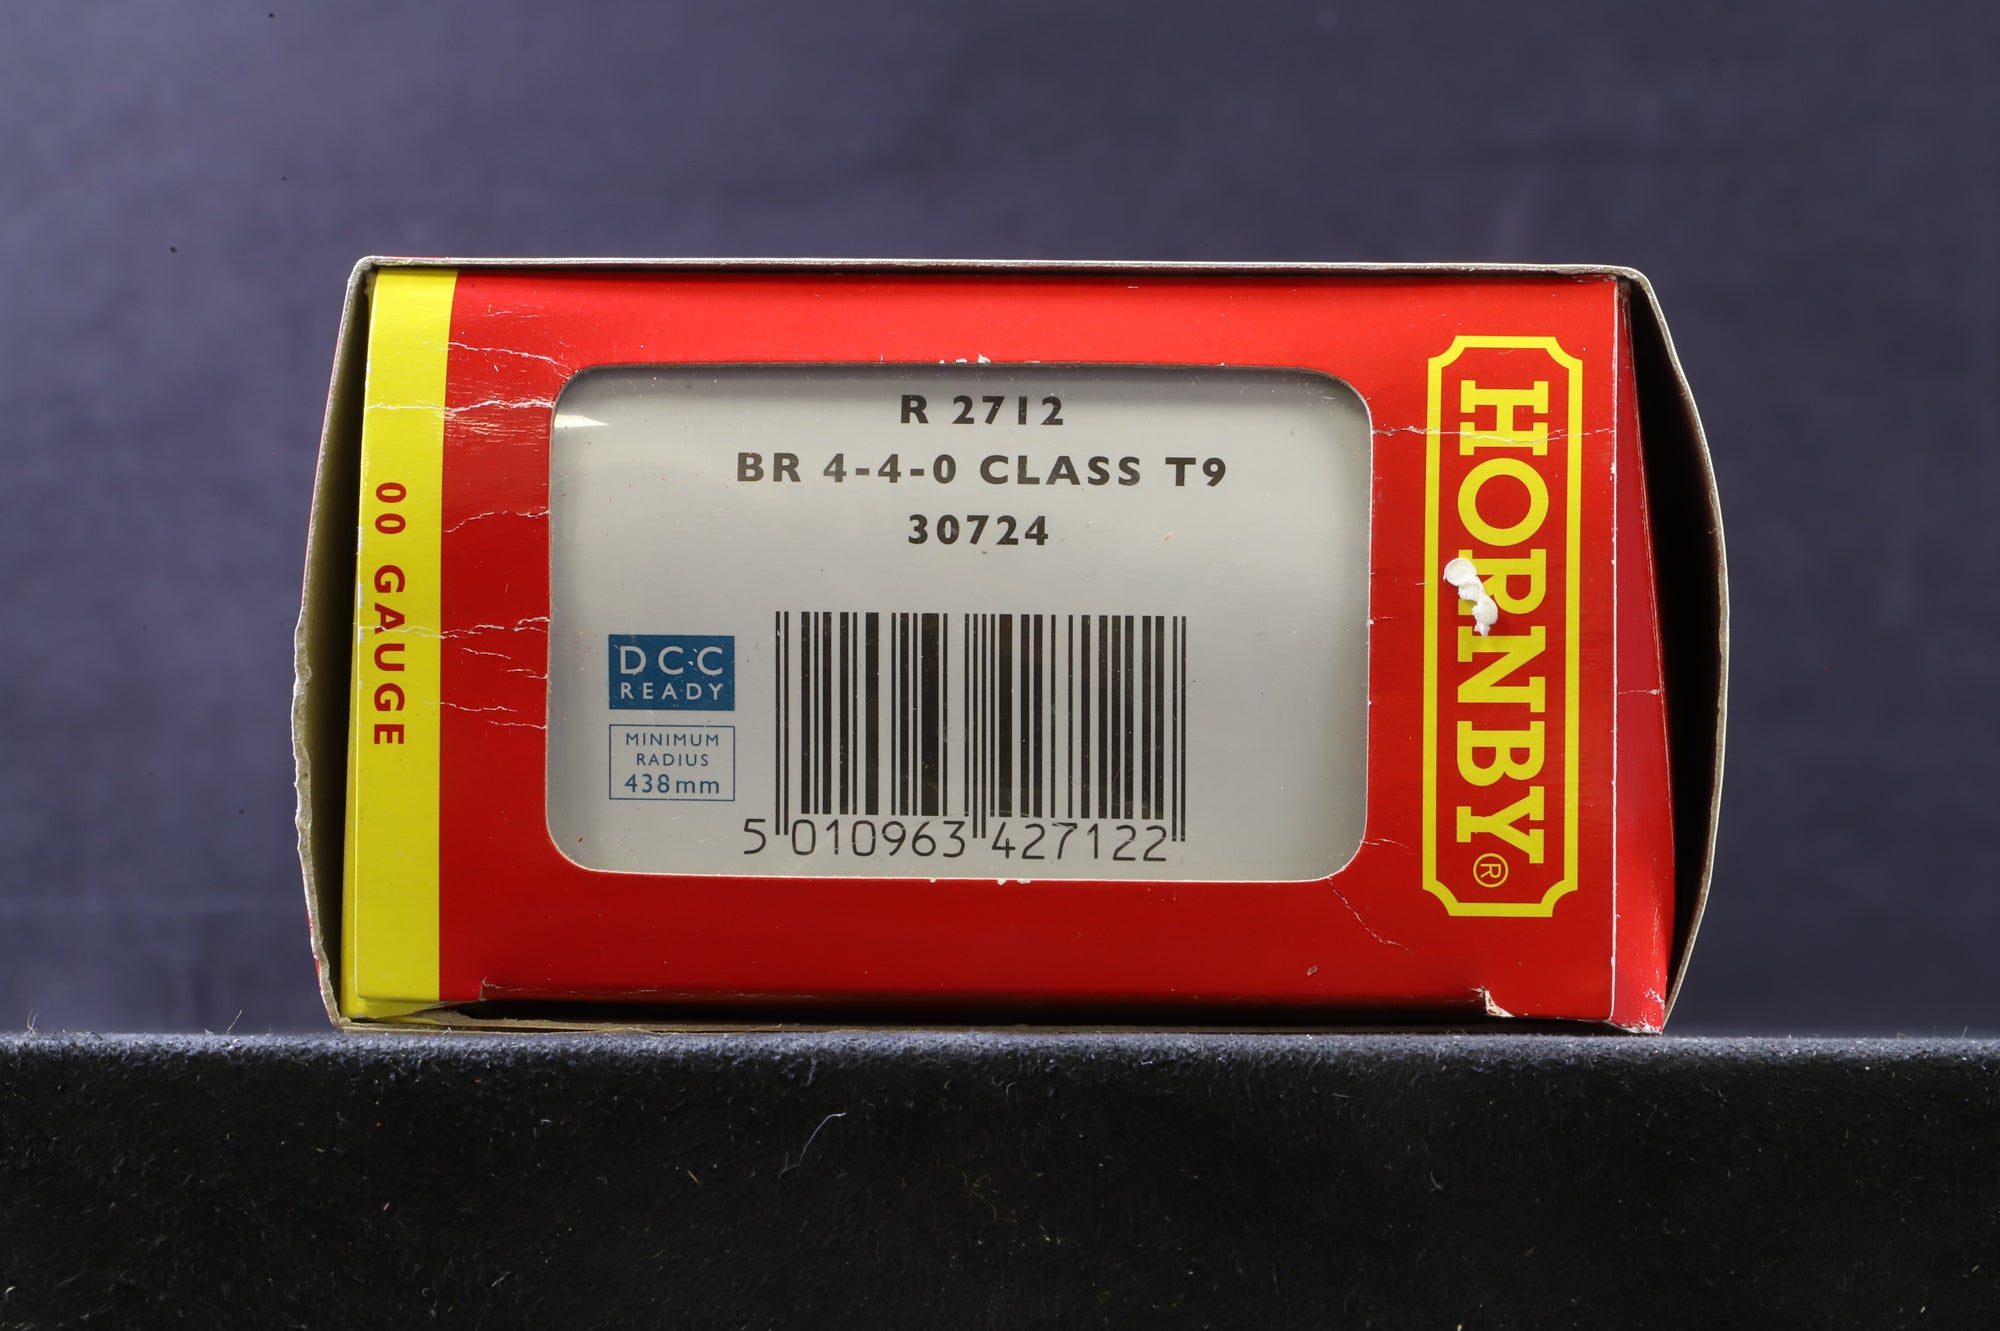 00 GAUGE
R 2712
BR 4-4-0 CLASS T9
30724
DCC
READY
MINIMUM
RADIUS
438mm
5 010963 427122
HORNBY®